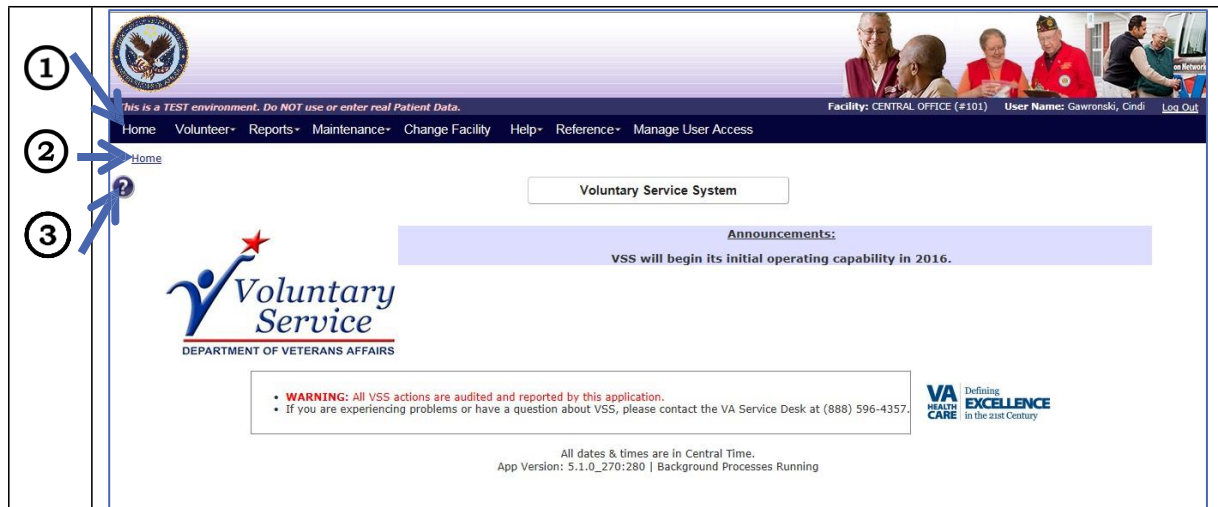 1
This is a TEST environment. Do NOT use or enter real Patient Data.
Facility: CENTRAL OFFICE (#101) User Name: Gawronski, Cindi Log Out
Home Volunteer Reports Maintenance Change Facility Help Reference Manage User Access
2
Home
?
Voluntary Service System
3
Announcements:
VSS will begin its initial operating capability in 2016.
Voluntary
Service
DEPARTMENT OF VETERANS AFFAIRS
• WARNING: All VSS actions are audited and reported by this application.
• If you are experiencing problems or have a question about VSS, please contact the VA Service Desk at (888) 596-4357.
VA
HEALTH
CARE
Defining
EXCELLENCE
in the 21st Century
All dates & times are in Central Time.
App Version: 5.1.0_270:280 | Background Processes Running